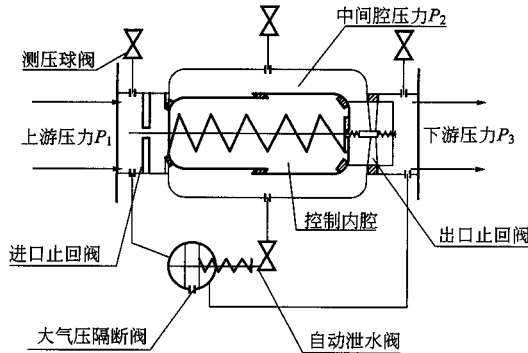 中间腔压力P₂
测压球阀
上游压力P₁
下游压力P₃
控制内腔
进口止回阀
出口止回阀
大气压隔断阀
自动泄水阀